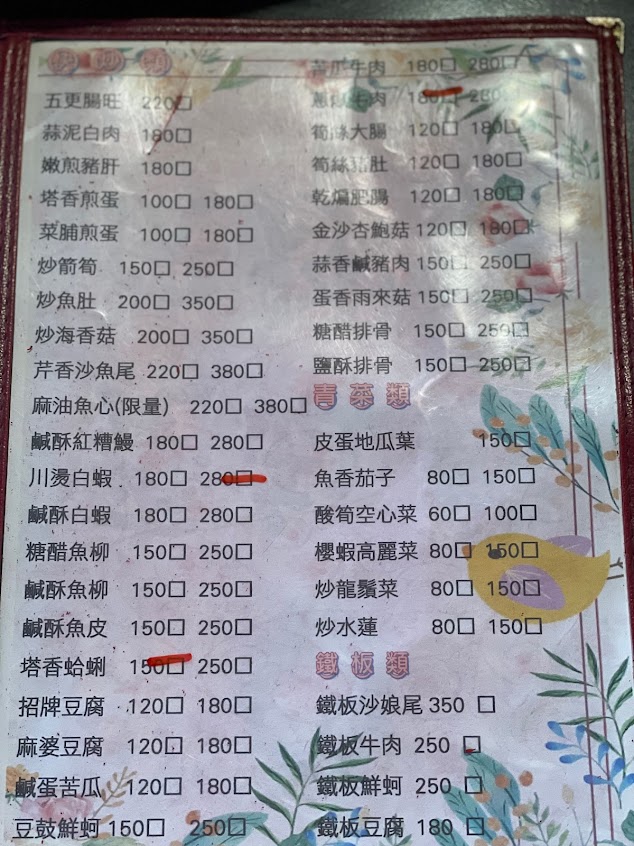 快炒類
五更腸旺 220□
蒜泥白肉 180□
嫩煎豬肝 180□
塔香煎蛋 100□ 180□
菜脯煎蛋 100□ 180□
炒箭筍 150□ 250□
炒魚肚 200□ 350□
炒海香菇 200□ 350□
芹香沙魚尾 220□ 380□
麻油魚心(限量) 220□ 380□
鹹酥紅糟鰻 180□ 280□
川燙白蝦 180□ 280□
鹹酥白蝦 180□ 280□
糖醋魚柳 150□ 250□
鹹酥魚柳 150□ 250□
鹹酥魚皮 150□ 250□
塔香蛤蜊 150□ 250□
招牌豆腐 120□ 180□
麻婆豆腐 120□ 180□
鹹蛋苦瓜 120□ 180□
豆鼓鮮蚵 150□ 250□
牛肉 180□ 280□
牛肉 180□ 280□
筍絲大腸 120□ 180□
筍絲豬肚 120□ 180□
乾煸肥腸 120□ 180□
金沙杏鮑菇 120□ 180□
蒜香鹹豬肉 150□ 250□
蛋香雨來菇 150□ 250□
糖醋排骨 150□ 250□
鹽酥排骨 150□ 250□
青菜類
皮蛋地瓜葉 150□
魚香茄子 80□ 150□
酸筍空心菜 60□ 100□
櫻蝦高麗菜 80□ 150□
炒龍鬚菜 80□ 150□
炒水蓮 80□ 150□
鐵板類
鐵板沙娘尾 350 □
鐵板牛肉 250 □
鐵板鮮蚵 250 □
鐵板豆腐 180 □